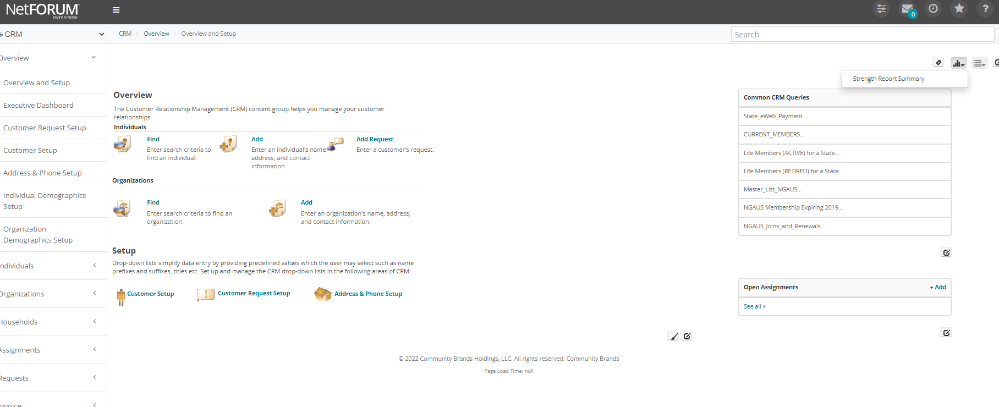 NetFORUM
ENTERPRISE
0
?
CRM
CRM / Overview / Overview and Setup
Search
Overview
Overview and Setup
Executive Dashboard
Customer Request Setup
Customer Setup
Address & Phone Setup
Individual Demographics
Setup
Organization
Demographics Setup
Individuals
Organizations
Households
Assignments
Requests
Invoice
Strength Report Summary
Overview
The Customer Relationship Management (CRM) content group helps you manage your customer
relationships.
Individuals
Find
Enter search criteria to
find an individual.
Add
Enter an individual's name
address, and contact
information.
Add Request
Enter a customer's request.
Organizations
Find
Enter search criteria to find an
organization.
Add
Enter an organization's name, address,
and contact information.
Setup
Drop-down lists simplify data entry by providing predefined values which the user may select such as name
prefixes and suffixes, titles etc. Set up and manage the CRM drop-down lists in the following areas of CRM:
Customer Setup
Customer Request Setup
Address & Phone Setup
Common CRM Queries
State_eWeb_Payment...
CURRENT_MEMBERS...
Life Members (ACTIVE) for a State...
Life Members (RETIRED) for a State...
Master_List_NGAUS...
NGAUS Membership Expiring 2019...
NGAUS_Joins_and_Renewals...
Open Assignments
+ Add
See all »
© 2022 Community Brands Holdings, LLC. All rights reserved. Community Brands
Page Load Time: null